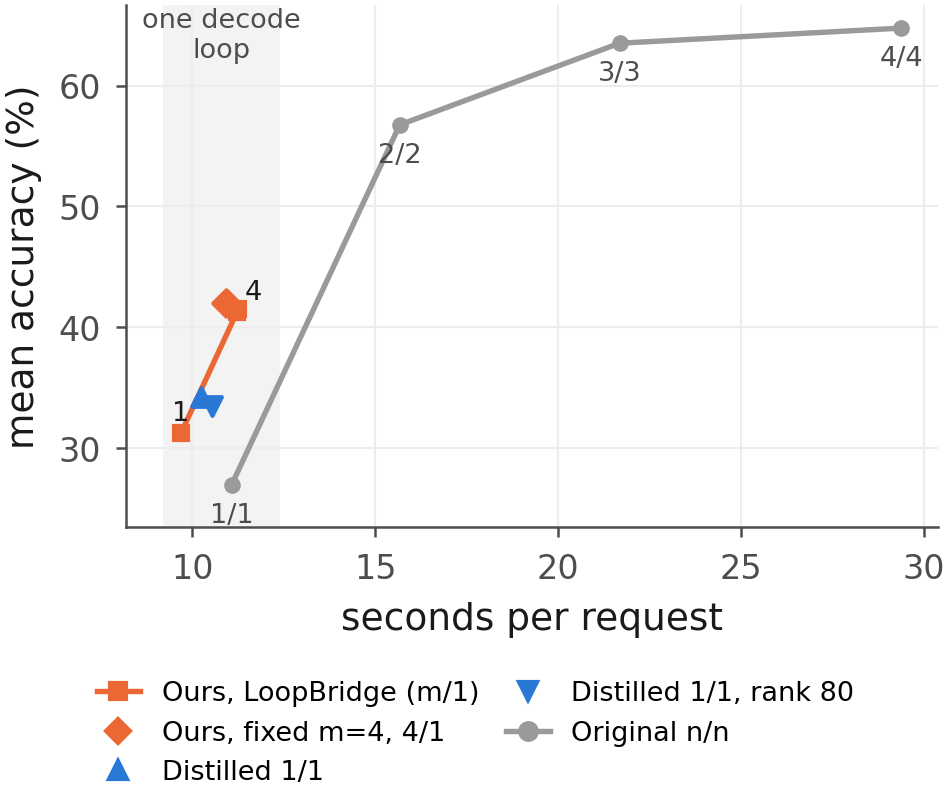 one decode
loop
mean accuracy (%)
60
50
40
30
4/4
3/3
2/2
4
1
1/1
10 15 20 25 30
seconds per request
Ours, LoopBridge (m/1)
Ours, fixed m=4, 4/1
Distilled 1/1
Distilled 1/1, rank 80
Original n/n